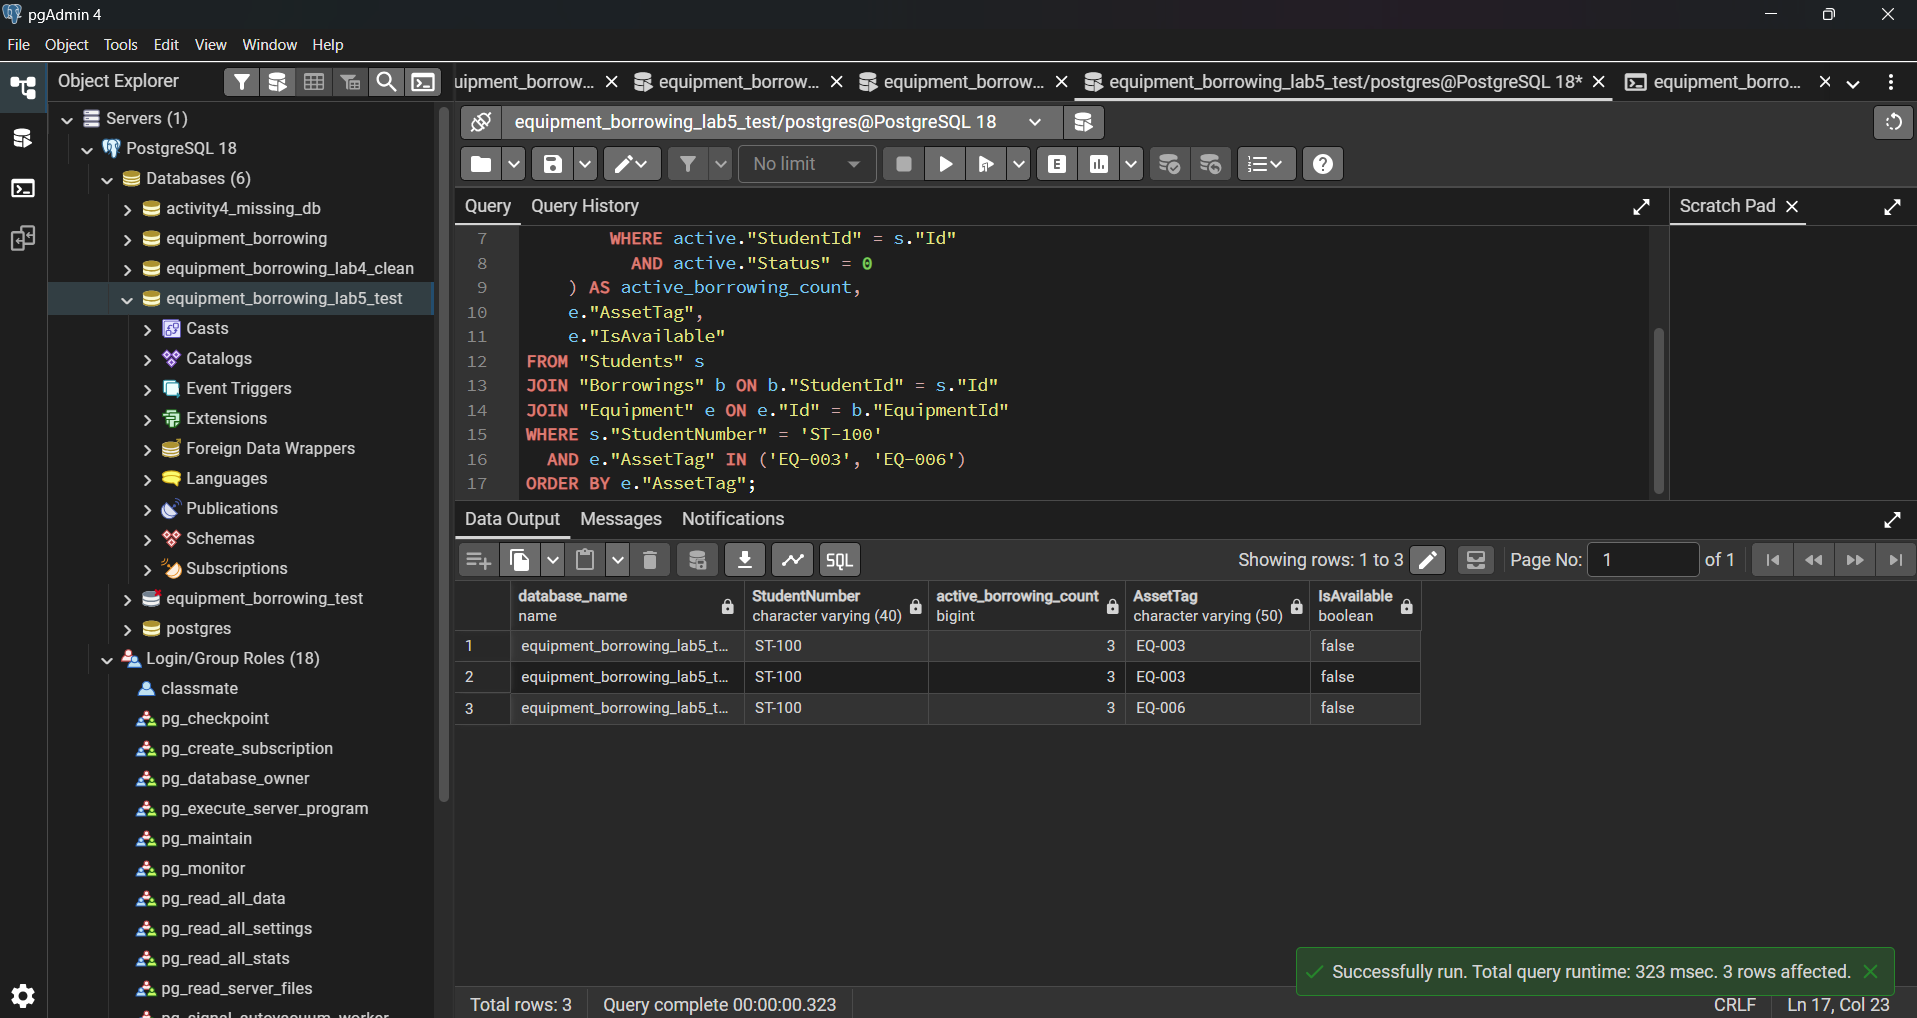 pgAdmin 4
File Object Tools Edit View Window Help
Object Explorer
uipment_borrow... equipment_borrow... equipment_borrow... equipment_borrowing_lab5_test/postgres@PostgreSQL 18* equipment_borro...
equipment_borrowing_lab5_test/postgres@PostgreSQL 18
No limit
E
Query Query History
Scratch Pad
Servers (1)
PostgreSQL 18
Databases (6)
activity4_missing_db
equipment_borrowing
equipment_borrowing_lab4_clean
equipment_borrowing_lab5_test
Casts
Catalogs
Event Triggers
Extensions
Foreign Data Wrappers
Languages
Publications
Schemas
Subscriptions
equipment_borrowing_test
postgres
Login/Group Roles (18)
classmate
pg_checkpoint
pg_create_subscription
pg_database_owner
pg_execute_server_program
pg_maintain
pg_monitor
pg_read_all_data
pg_read_all_settings
pg_read_all_stats
pg_read_server_files
7 WHERE active."StudentId" = s."Id"
8 AND active."Status" = 0
9 ) AS active_borrowing_count,
10 e."AssetTag",
11 e."IsAvailable"
12 FROM "Students" s
13 JOIN "Borrowings" b ON b."StudentId" = s."Id"
14 JOIN "Equipment" e ON e."Id" = b."EquipmentId"
15 WHERE s."StudentNumber" = 'ST-100'
16 AND e."AssetTag" IN ('EQ-003', 'EQ-006')
17 ORDER BY e."AssetTag";
Data Output Messages Notifications
SQL
Showing rows: 1 to 3 Page No: 1 of 1
database_name StudentNumber active_borrowing_count AssetTag IsAvailable
name character varying (40) bigint character varying (50) boolean
1 equipment_borrowing_lab5_t... ST-100 3 EQ-003 false
2 equipment_borrowing_lab5_t... ST-100 3 EQ-003 false
3 equipment_borrowing_lab5_t... ST-100 3 EQ-006 false
Successfully run. Total query runtime: 323 msec. 3 rows affected.
Total rows: 3 Query complete 00:00:00.323 CRLF Ln 17, Col 23